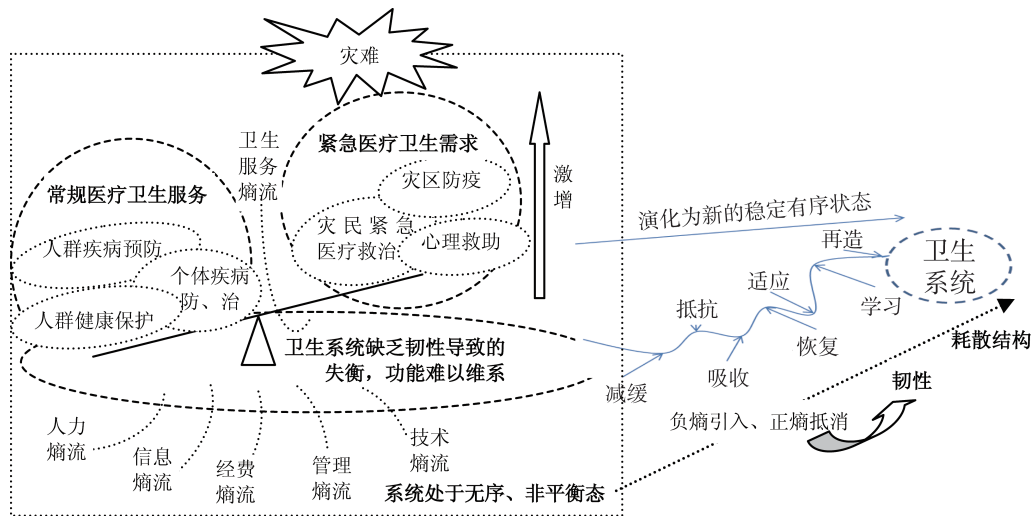 灾难
紧急医疗卫生需求
灾区防疫
灾民紧急
医疗救治
心理救助
激
增
卫生
服务
熵流
常规医疗卫生服务
人群疾病预防
个体疾病
防、治
人群健康保护
卫生系统缺乏韧性导致的
失衡，功能难以维系
人力
熵流
信息
熵流
经费
熵流
管理
熵流
技术
熵流
系统处于无序、非平衡态
演化为新的稳定有序状态
减缓
抵抗
吸收
适应
恢复
再造
学习
卫生
系统
耗散结构
韧性
负熵引入、正熵抵消